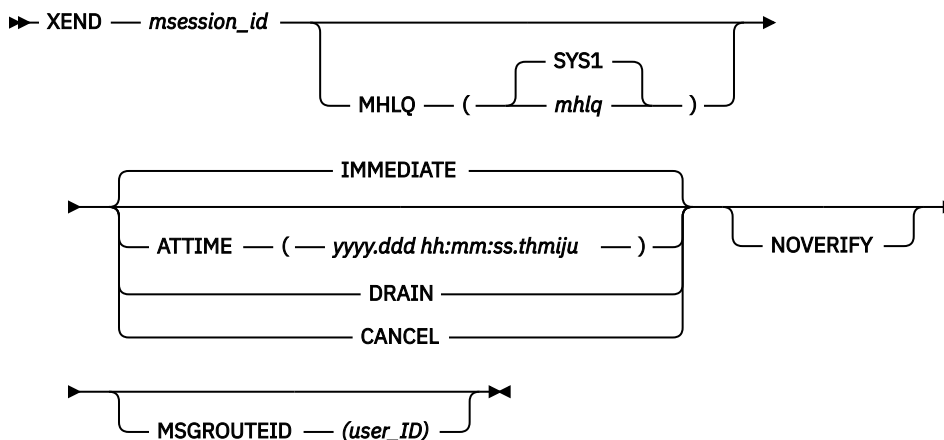 XEND msession_id
SYS1
MHLQ ( mhlq )
IMMEDIATE
ATTIME ( yyyy.ddd hh:mm:ss.thmiju )
NOVERIFY
DRAIN
CANCEL
MSGROUTEID (user_ID)